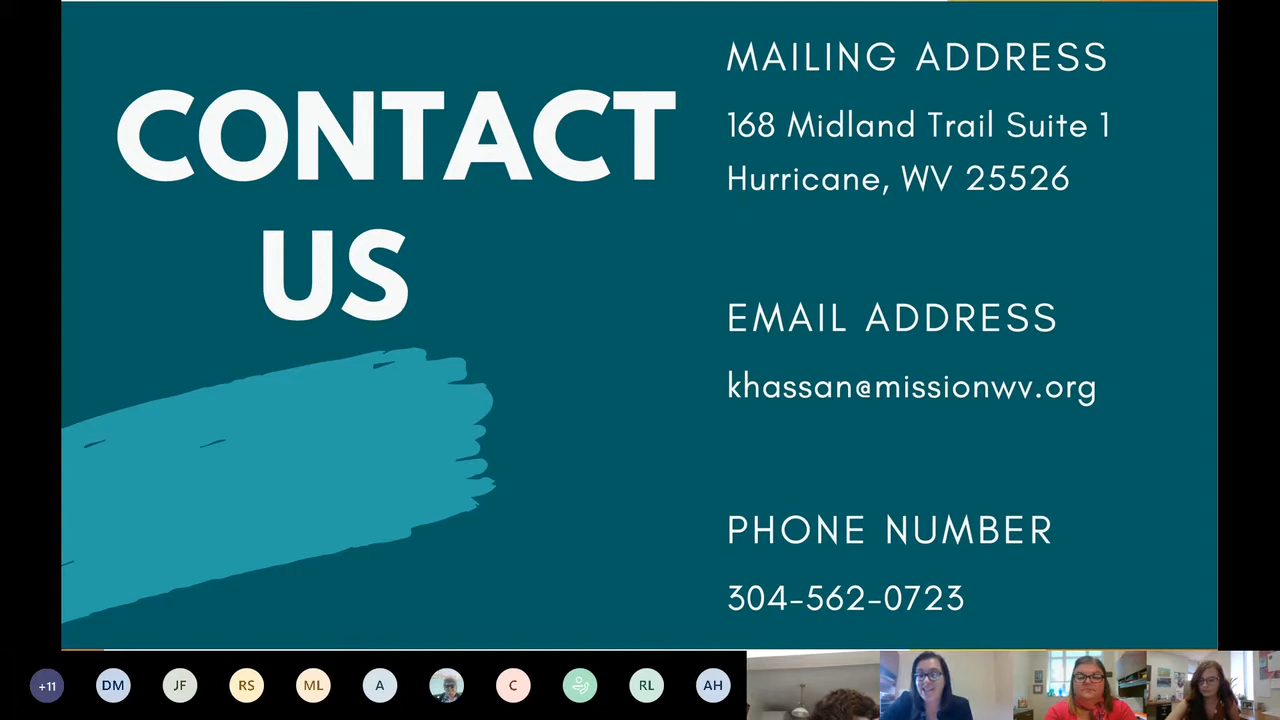 CONTACT
US
MAILING ADDRESS
168 Midland Trail Suite 1
Hurricane, WV 25526
EMAIL ADDRESS
khassan@missionwv.org
PHONE NUMBER
304-562-0723
+11
DM
JF
RS
ML
A
C
RL
AH